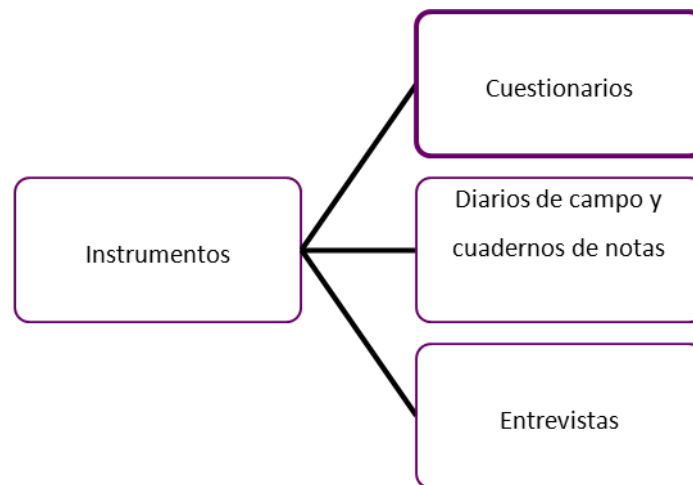 Cuestionarios
Instrumentos
Diarios de campo y
cuadernos de notas
Entrevistas